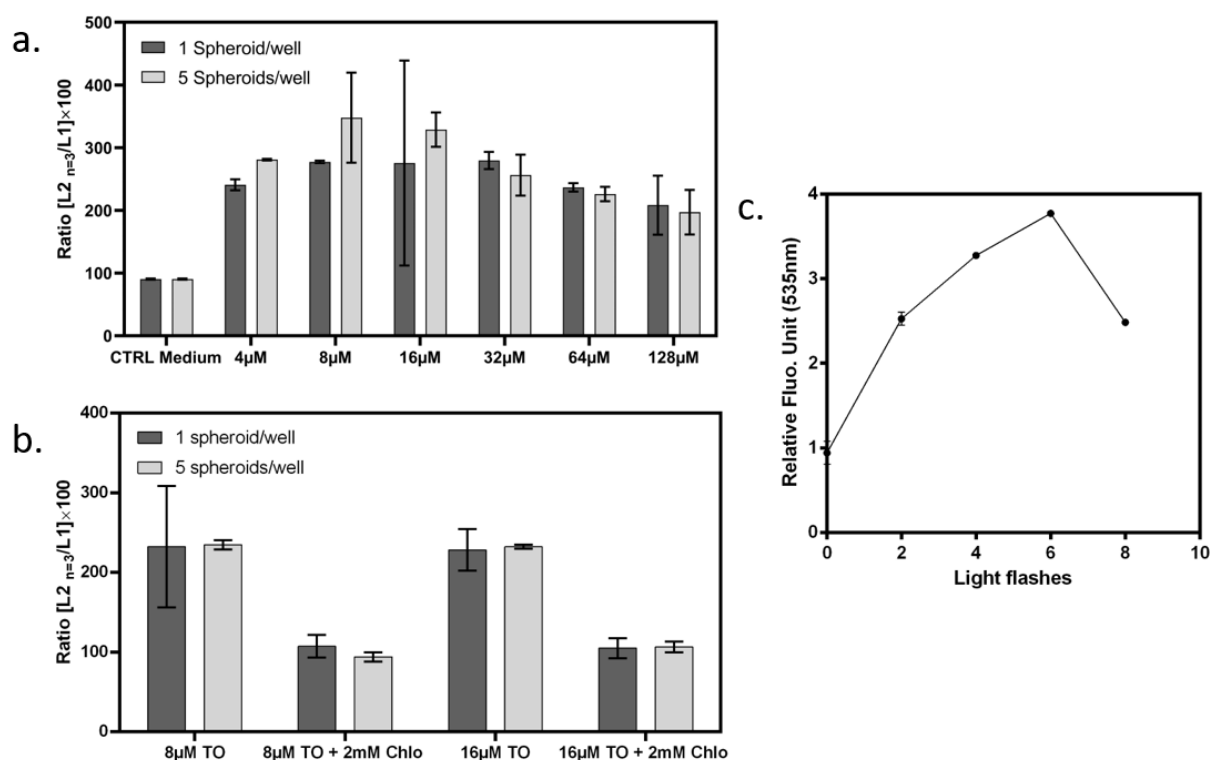 a.
500
400
300
200
100
0
Ratio [L2 n=3/L1]×100
1 Spheroid/well
5 Spheroids/well
CTRL Medium 4µM 8µM 16µM 32µM 64µM 128µM
b.
400
300
200
100
0
Ratio [L2 n=3/L1]×100
1 spheroid/well
5 spheroids/well
8µM TO 8µM TO + 2mM Chlo 16µM TO 16µM TO + 2mM Chlo
c.
4
3
2
1
0
Relative Fluo. Unit (535nm)
0 2 4 6 8 10
Light flashes